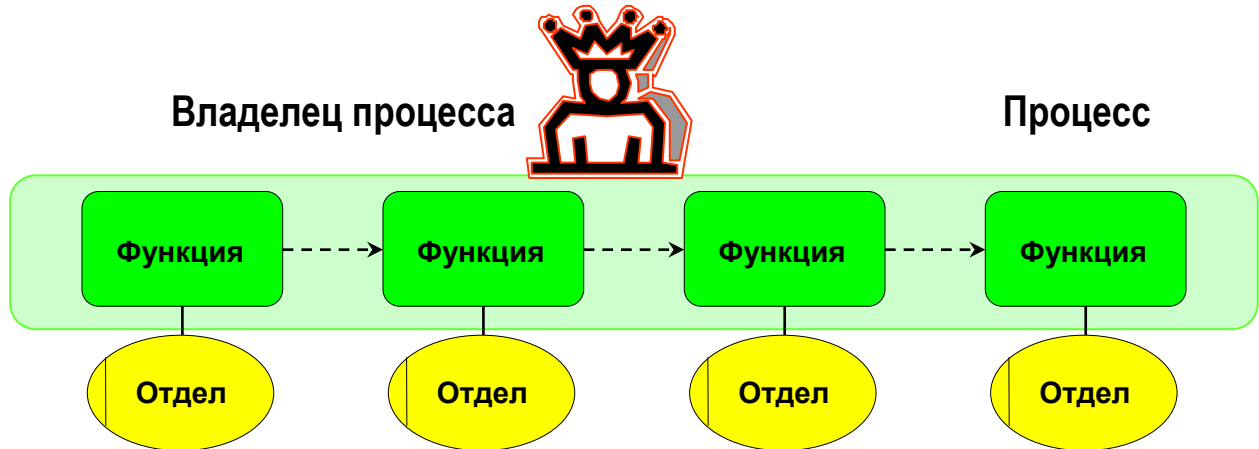 Владелец процесса
Процесс
Функция
Функция
Функция
Функция
Отдел
Отдел
Отдел
Отдел